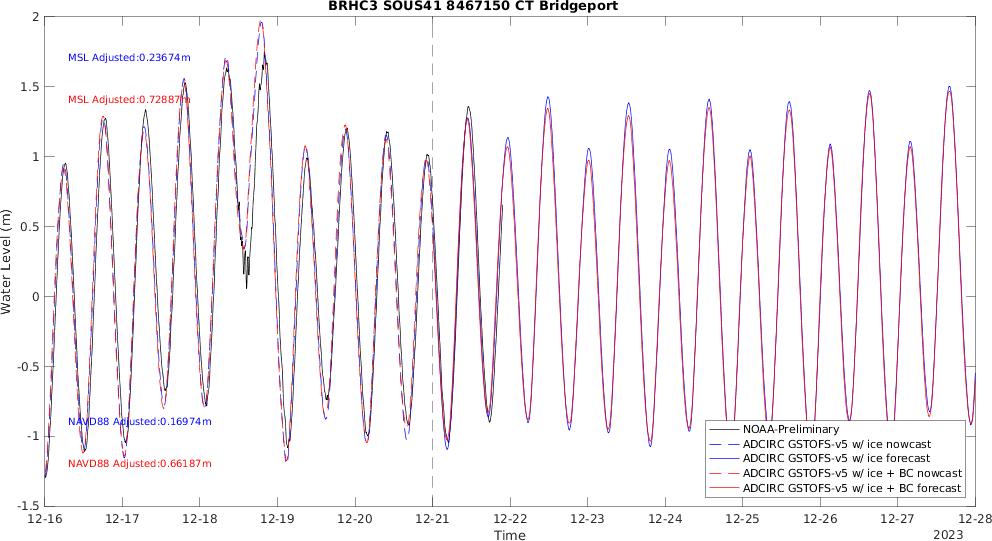 BRHC3 SOUS41 8467150 CT Bridgeport
2
1.5
1
0.5
0
-0.5
-1
-1.5
Water Level (m)
MSL Adjusted:0.23674m
MSL Adjusted:0.72887m
NAVD88 Adjusted:0.16974m
NAVD88 Adjusted:0.66187m
NOAA-Preliminary
ADCIRC GSTOFS-v5 w/ ice nowcast
ADCIRC GSTOFS-v5 w/ ice forecast
ADCIRC GSTOFS-v5 w/ ice + BC nowcast
ADCIRC GSTOFS-v5 w/ ice + BC forecast
12-16 12-17 12-18 12-19 12-20 12-21 12-22 12-23 12-24 12-25 12-26 12-27 12-28
Time
2023